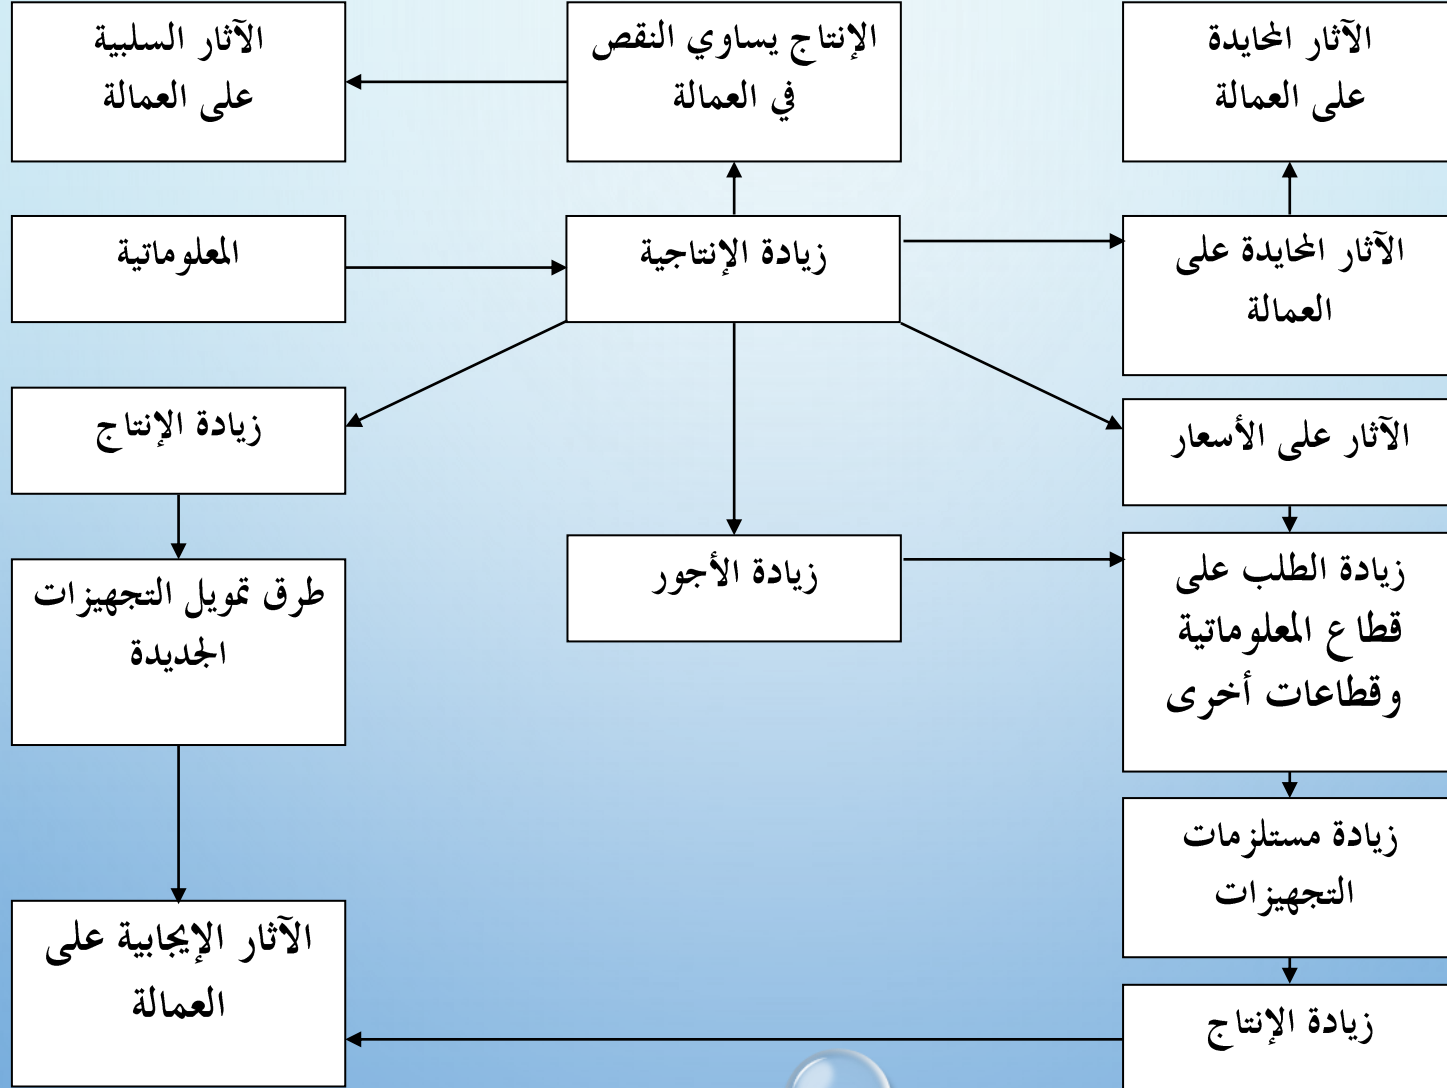 الآثار المحايدة
على العمالة
الإنتاج يساوي النقص
في العمالة
الآثار السلبية
على العمالة
الآثار المحايدة على
العمالة
زيادة الإنتاجية
المعلوماتية
الآثار على الأسعار
زيادة الإنتاج
زيادة الطلب على
قطاع المعلوماتية
وقطاعات أخرى
زيادة الأجور
طرق تمويل التجهيزات
الجديدة
زيادة مستلزمات
التجهيزات
الآثار الإيجابية على
العمالة
زيادة الإنتاج